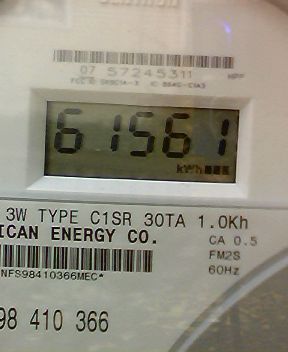 07 57245311
61561
kWh
3W TYPE C1SR 30TA 1.0Kh
ICAN ENERGY CO.
CA 0.5
FM2S
60Hz
NFS98410366MEC*
98 410 366